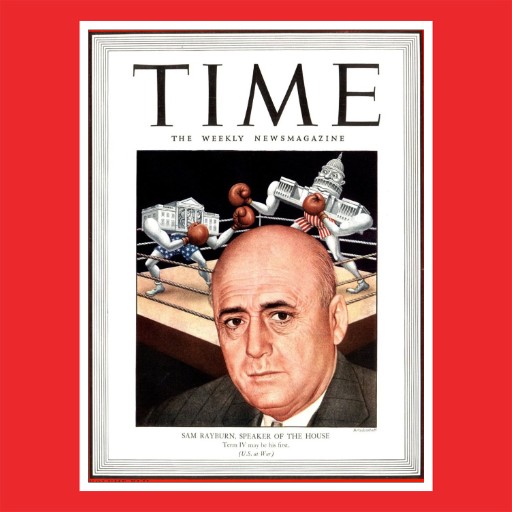 TIME
THE WEEKLY NEWSMAGAZINE
SAM RAYBURN, SPEAKER OF THE HOUSE
Term IV may be his first.
(U.S. at War)